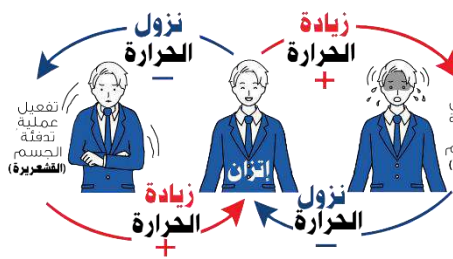 زيادة
الحرارة
+
نزول
الحرارة
–
تفعيل
عملية
تدفئة
الجسم
(القشعريرة)
إتزان
زيادة
الحرارة
+
نزول
الحرارة
–